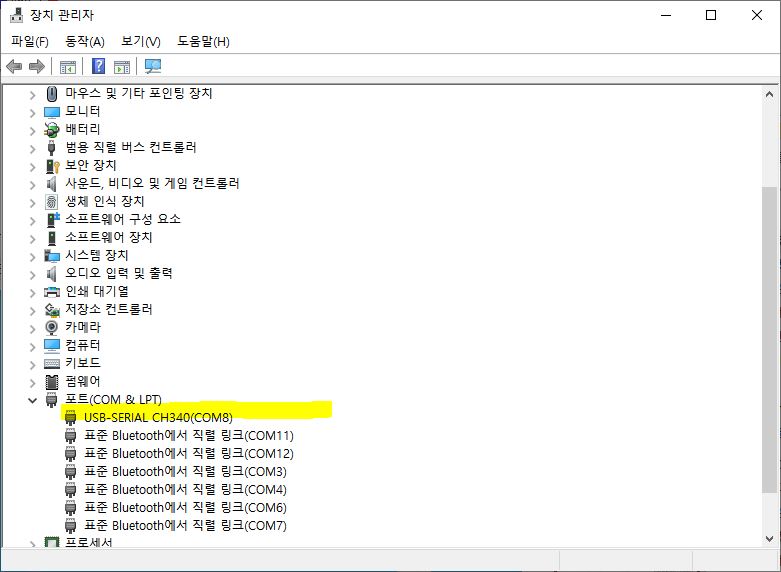 장치 관리자
파일(F) 동작(A) 보기(V) 도움말(H)
마우스 및 기타 포인팅 장치
모니터
배터리
범용 직렬 버스 컨트롤러
보안 장치
사운드, 비디오 및 게임 컨트롤러
생체 인식 장치
소프트웨어 구성 요소
소프트웨어 장치
시스템 장치
오디오 입력 및 출력
인쇄 대기열
저장소 컨트롤러
카메라
컴퓨터
키보드
펌웨어
포트(COM & LPT)
USB-SERIAL CH340(COM8)
표준 Bluetooth에서 직렬 링크(COM11)
표준 Bluetooth에서 직렬 링크(COM12)
표준 Bluetooth에서 직렬 링크(COM3)
표준 Bluetooth에서 직렬 링크(COM4)
표준 Bluetooth에서 직렬 링크(COM6)
표준 Bluetooth에서 직렬 링크(COM7)
프로세서